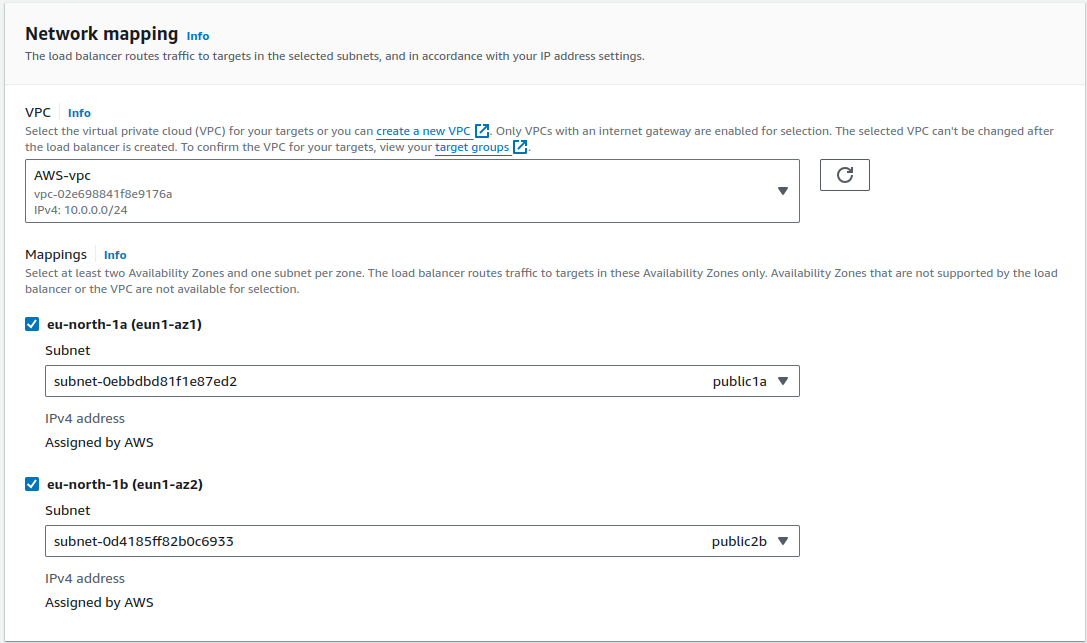 Network mapping Info
The load balancer routes traffic to targets in the selected subnets, and in accordance with your IP address settings.
VPC Info
Select the virtual private cloud (VPC) for your targets or you can create a new VPC. Only VPCs with an internet gateway are enabled for selection. The selected VPC can't be changed after
the load balancer is created. To confirm the VPC for your targets, view your target groups.
AWS-vpc
vpc-02e698841f8e9176a
IPv4: 10.0.0.0/24
Mappings Info
Select at least two Availability Zones and one subnet per zone. The load balancer routes traffic to targets in these Availability Zones only. Availability Zones that are not supported by the load
balancer or the VPC are not available for selection.
eu-north-1a (eun1-az1)
Subnet
subnet-0ebbdbd81f1e87ed2 public1a
IPv4 address
Assigned by AWS
eu-north-1b (eun1-az2)
Subnet
subnet-0d4185ff82b0c6933 public2b
IPv4 address
Assigned by AWS